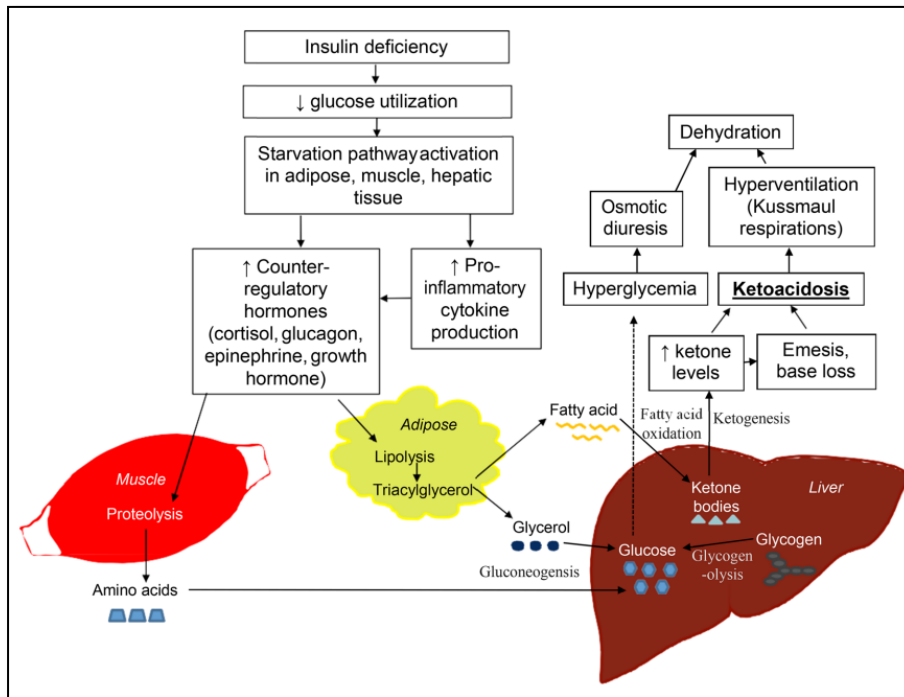 Insulin deficiency
↓ glucose utilization
Starvation pathway activation
in adipose, muscle, hepatic
tissue
↑ Counter-
regulatory
hormones
(cortisol, glucagon,
epinephrine, growth
hormone)
↑ Pro-
inflammatory
cytokine
production
Dehydration
Osmotic
diuresis
Hyperventilation
(Kussmaul
respirations)
Hyperglycemia
Ketoacidosis
↑ ketone
levels
Emesis,
base loss
Muscle
Proteolysis
Amino acids
Adipose
Lipolysis
Triacylglycerol
Fatty acid
Glycerol
Fatty acid
oxidation
Ketogenesis
Gluconeogensis
Liver
Ketone
bodies
Glucose
Glycogen
Glycogen
-olysis